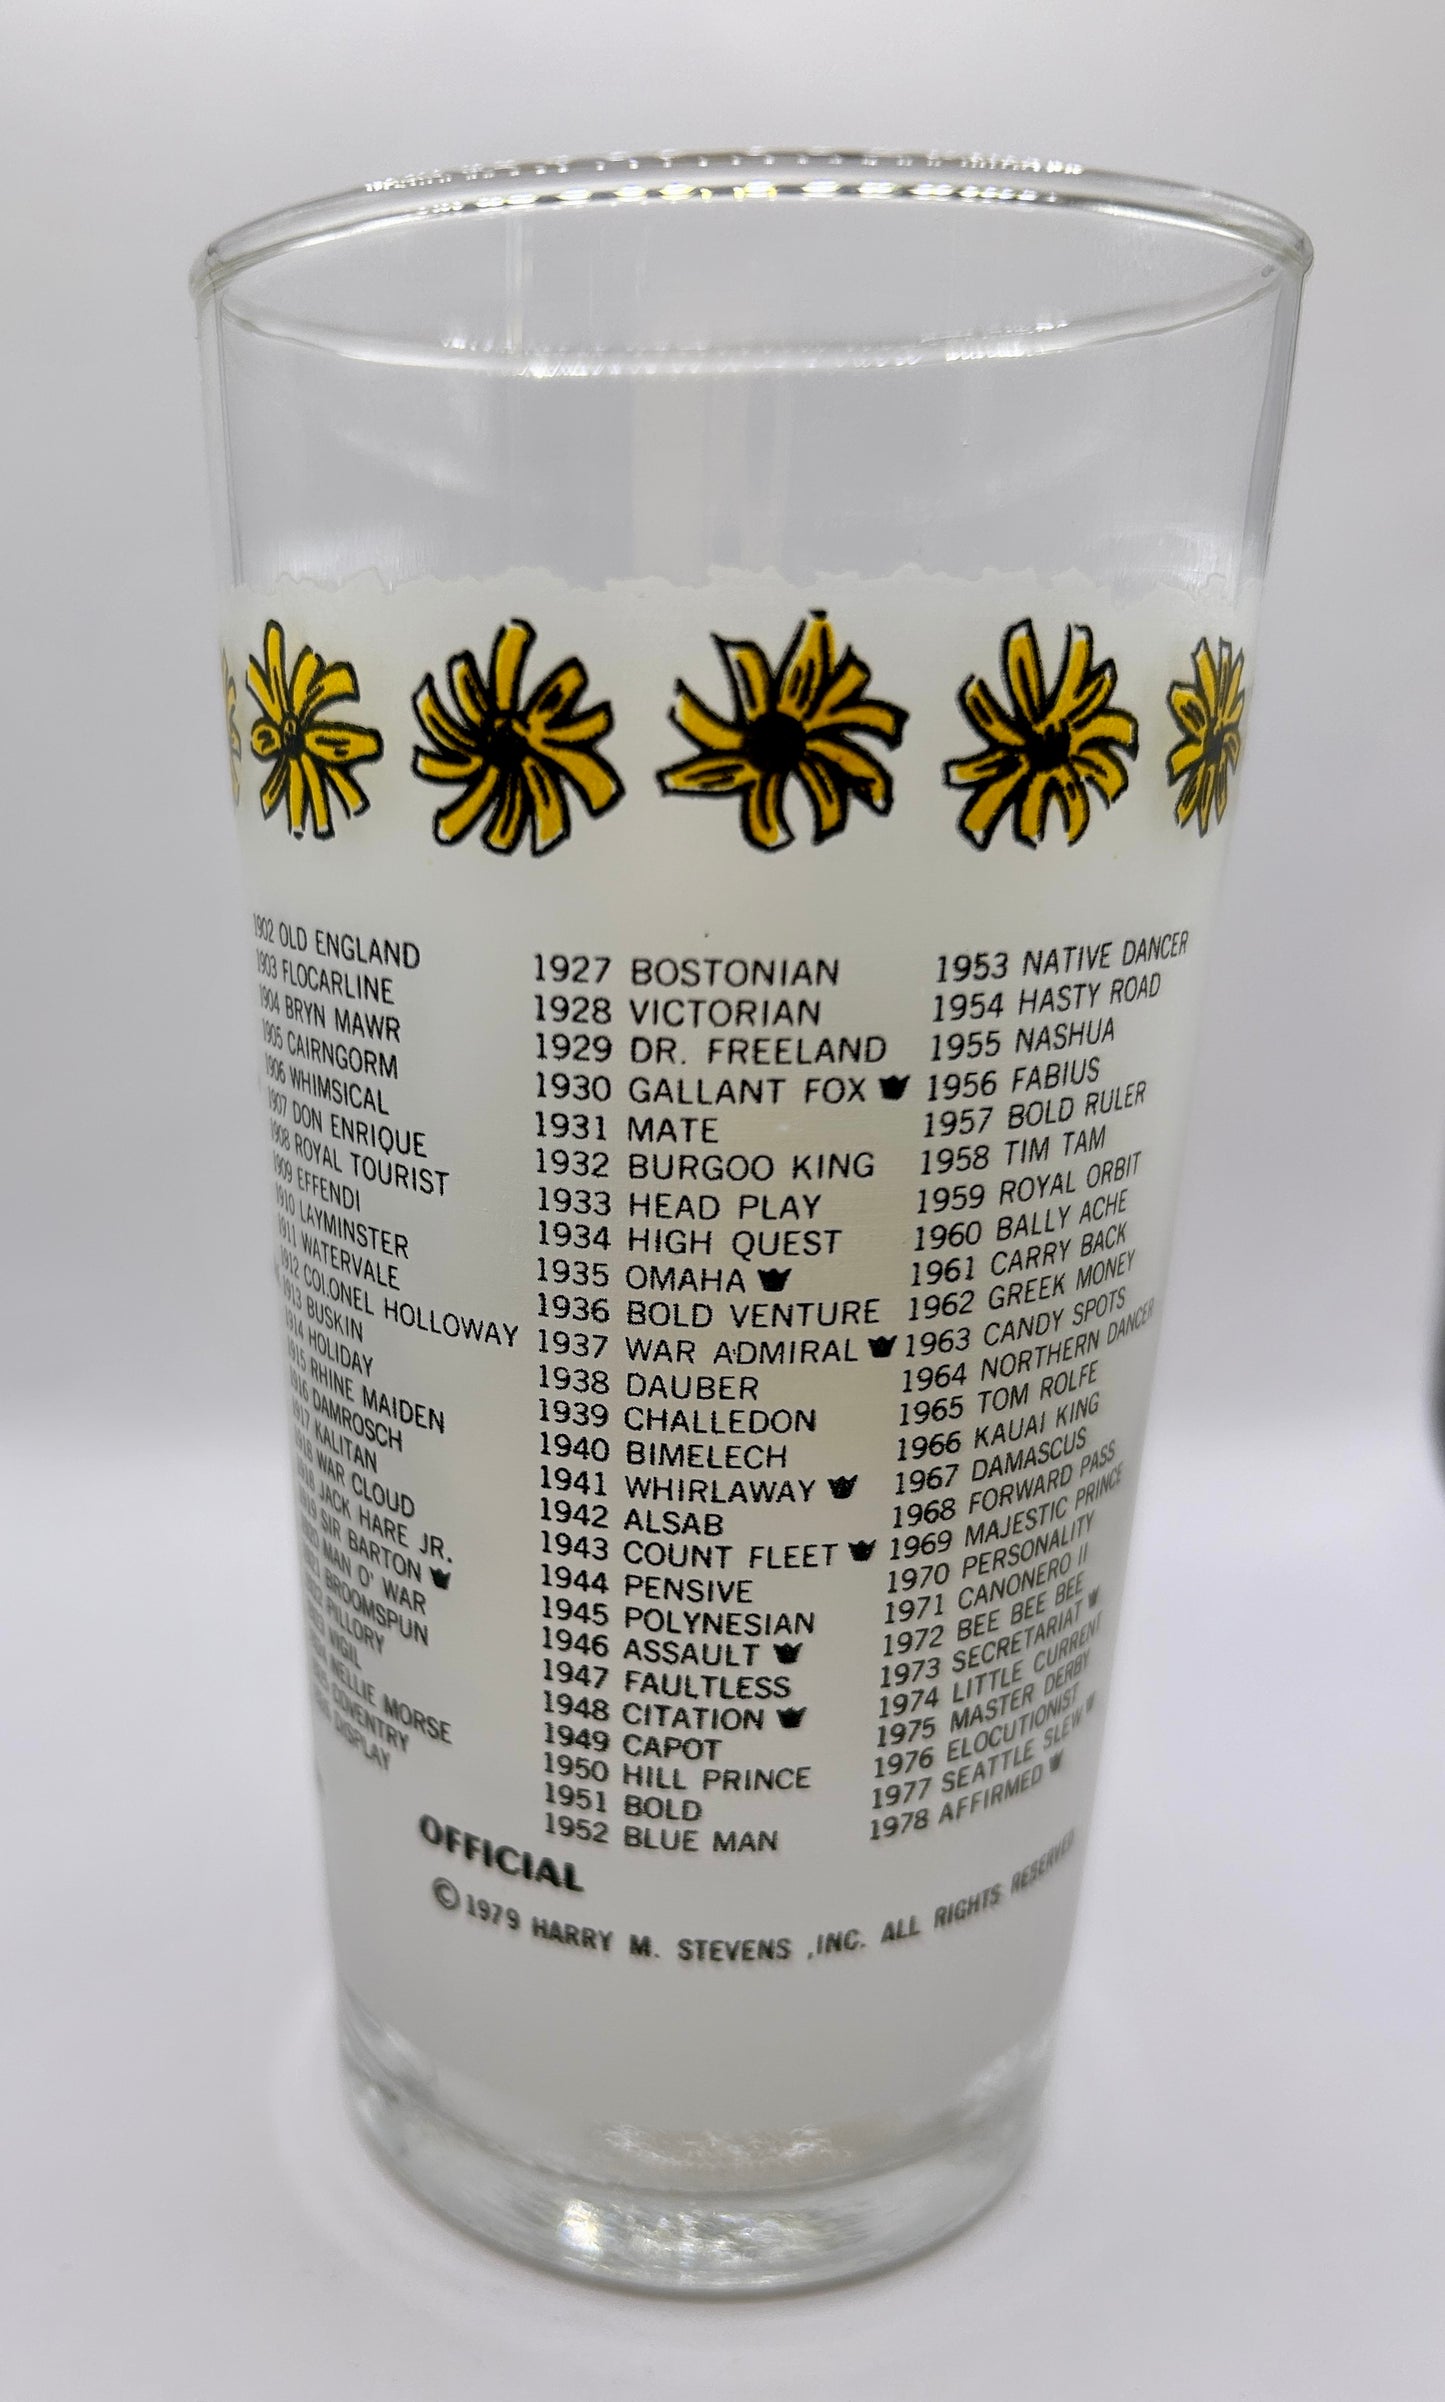 1902 OLD ENGLAND
1903 FLOCARLINE
1904 BRYN MAWR
1905 CAIRNGORM
1906 WHIMSICAL
1907 DON ENRIQUE
1908 ROYAL TOURIST
1909 EFFENDI
1910 LAYMINSTER
1911 WATERVALE
1912 COLONEL HOLLOWAY
1913 BUSKIN
1914 HOLIDAY
1915 RHINE MAIDEN
1916 DAMROSCH
1917 KALITAN
1918 WAR CLOUD
1918 JACK HARE JR.
1919 SIR BARTON
1920 MAN O' WAR
1921 BROOMSPUN
1922 PILLORY
1923 VIGIL
1924 NELLIE MORSE
1925 COVENTRY
1926 DISPLAY
1927 BOSTONIAN
1928 VICTORIAN
1929 DR. FREELAND
1930 GALLANT FOX
1931 MATE
1932 BURGOO KING
1933 HEAD PLAY
1934 HIGH QUEST
1935 OMAHA
1936 BOLD VENTURE
1937 WAR ADMIRAL
1938 DAUBER
1939 CHALLEDON
1940 BIMELECH
1941 WHIRLAWAY
1942 ALSAB
1943 COUNT FLEET
1944 PENSIVE
1945 POLYNESIAN
1946 ASSAULT
1947 FAULTLESS
1948 CITATION
1949 CAPOT
1950 HILL PRINCE
1951 BOLD
1952 BLUE MAN
1953 NATIVE DANCER
1954 HASTY ROAD
1955 NASHUA
1956 FABIUS
1957 BOLD RULER
1958 TIM TAM
1959 ROYAL ORBIT
1960 BALLY ACHE
1961 CARRY BACK
1962 GREEK MONEY
1963 CANDY SPOTS
1964 NORTHERN DANCER
1965 TOM ROLFE
1966 KAUAI KING
1967 DAMASCUS
1968 FORWARD PASS
1969 MAJESTIC PRINCE
1970 PERSONALITY
1971 CANONERO II
1972 BEE BEE BEE
1973 SECRETARIAT
1974 LITTLE CURRENT
1975 MASTER DERBY
1976 ELOCUTIONIST
1977 SEATTLE SLEW
1978 AFFIRMED
OFFICIAL
© 1979 HARRY M. STEVENS ,INC. ALL RIGHTS RESERVED